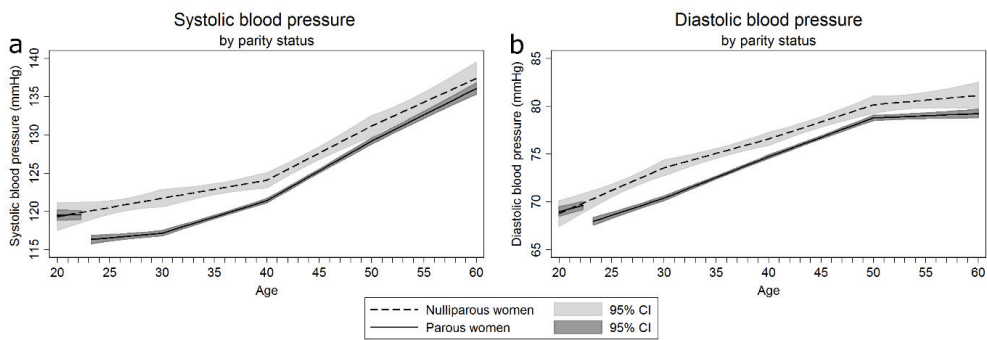 Systolic blood pressure
by parity status
a
Systolic blood pressure (mmHg)
140
135
130
125
120
115
20 25 30 35 40 45 50 55 60
Age
Diastolic blood pressure
by parity status
b
Diastolic blood pressure (mmHg)
85
80
75
70
65
20 25 30 35 40 45 50 55 60
Age
Nulliparous women 95% CI
Parous women 95% CI